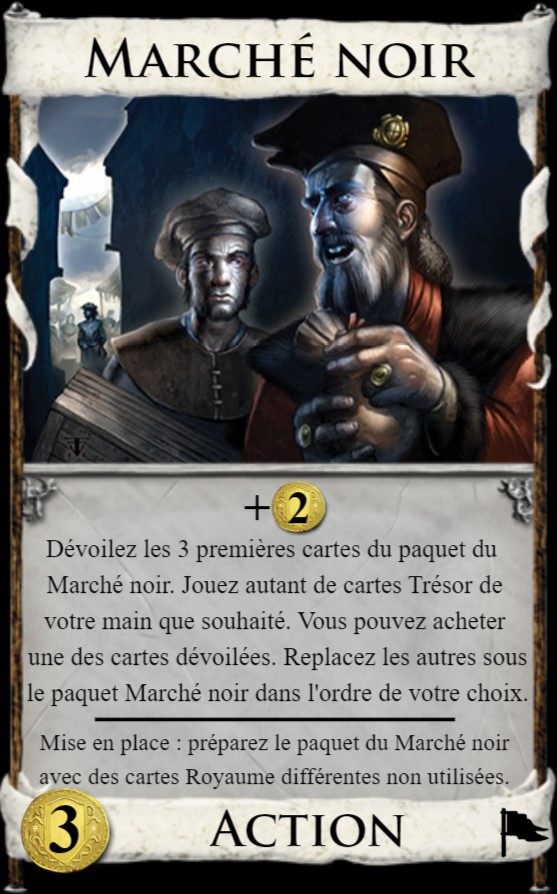 MARCHÉ NOIR
+2
Dévoilez les 3 premières cartes du paquet du
Marché noir. Jouez autant de cartes Trésor de
votre main que souhaité. Vous pouvez acheter
une des cartes dévoilées. Replacez les autres sous
le paquet Marché noir dans l'ordre de votre choix.
Mise en place : préparez le paquet du Marché noir
avec des cartes Royaume différentes non utilisées.
3
ACTION